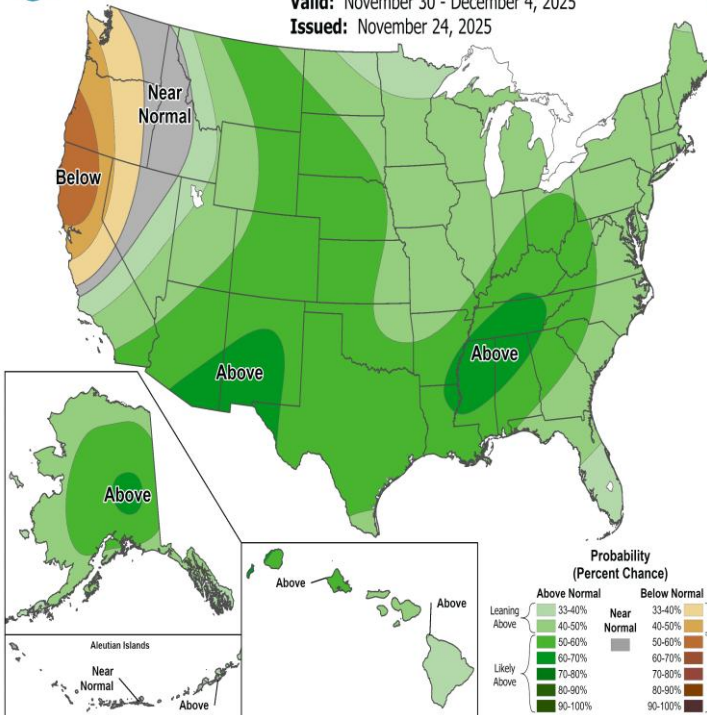 Valid: November 30 - December 4, 2025
Issued: November 24, 2025
Near
Normal
Below
Above
Above
Above
Aleutian Islands
Near
Normal
Above
Above
Above
Probability
(Percent Chance)
Above Normal
Below Normal
Leaning
Above
Likely
Above
33-40%
40-50%
50-60%
60-70%
70-80%
80-90%
90-100%
Near
Normal
33-40%
40-50%
50-60%
60-70%
70-80%
80-90%
90-100%